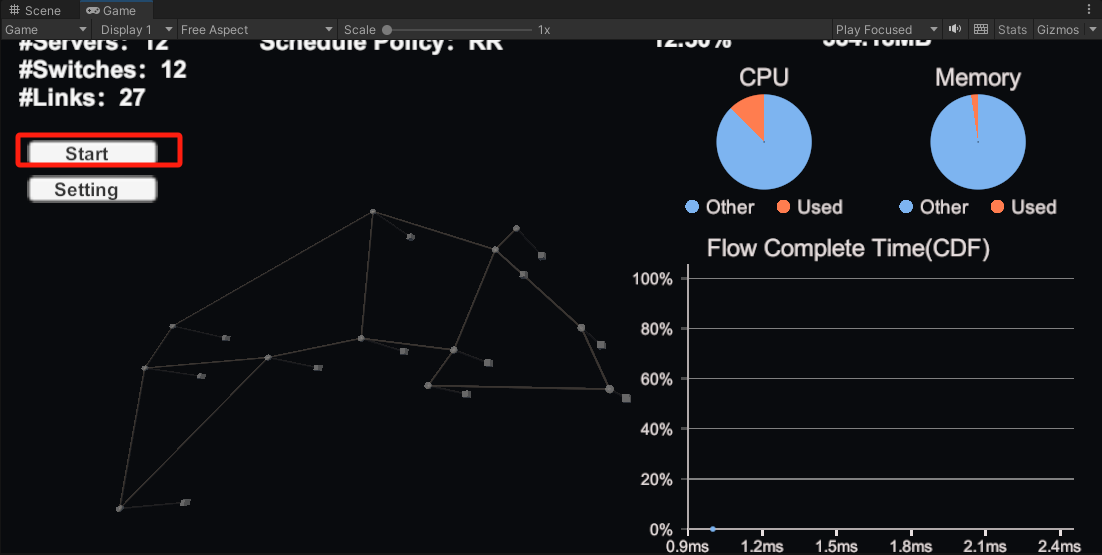 Scene Game
Game Display 1 Free Aspect Scale 1x Play Focused Stats Gizmos
#Servers: 12 Schedule Policy: RR 12.50%
#Switches: 12
#Links: 27
CPU Memory
Start
Setting
Other Used Other Used
Flow Complete Time(CDF)
100%
80%
60%
40%
20%
0%
0.9ms 1.2ms 1.5ms 1.8ms 2.1ms 2.4ms